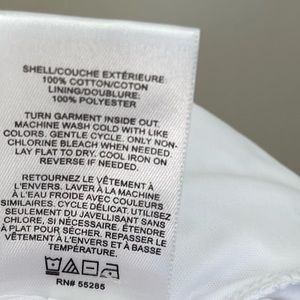 SHELL/COUCHE EXTÉRIEURE
100% COTTON/COTON
LINING/DOUBLURE:
100% POLYESTER
TURN GARMENT INSIDE OUT.
MACHINE WASH COLD WITH LIKE
COLORS. GENTLE CYCLE. ONLY NON-
CHLORINE BLEACH WHEN NEEDED.
LAY FLAT TO DRY. COOL IRON ON
REVERSE IF NEEDED.
RETOURNEZ LE VÊTEMENT À
L'ENVERS. LAVER À LA MACHINE
À L'EAU FROIDE AVEC COULEURS
SIMILAIRES. CYCLE DÉLICAT. UTILISEZ
SEULEMENT DU JAVELLISANT SANS
CHLORE, SI NÉCESSAIRE. ÉTENDRE
À PLAT POUR SÉCHER. REPASSER LE
VÊTEMENT À L'ENVERS ET À BASSE
TEMPÉRATURE.
RN# 55285